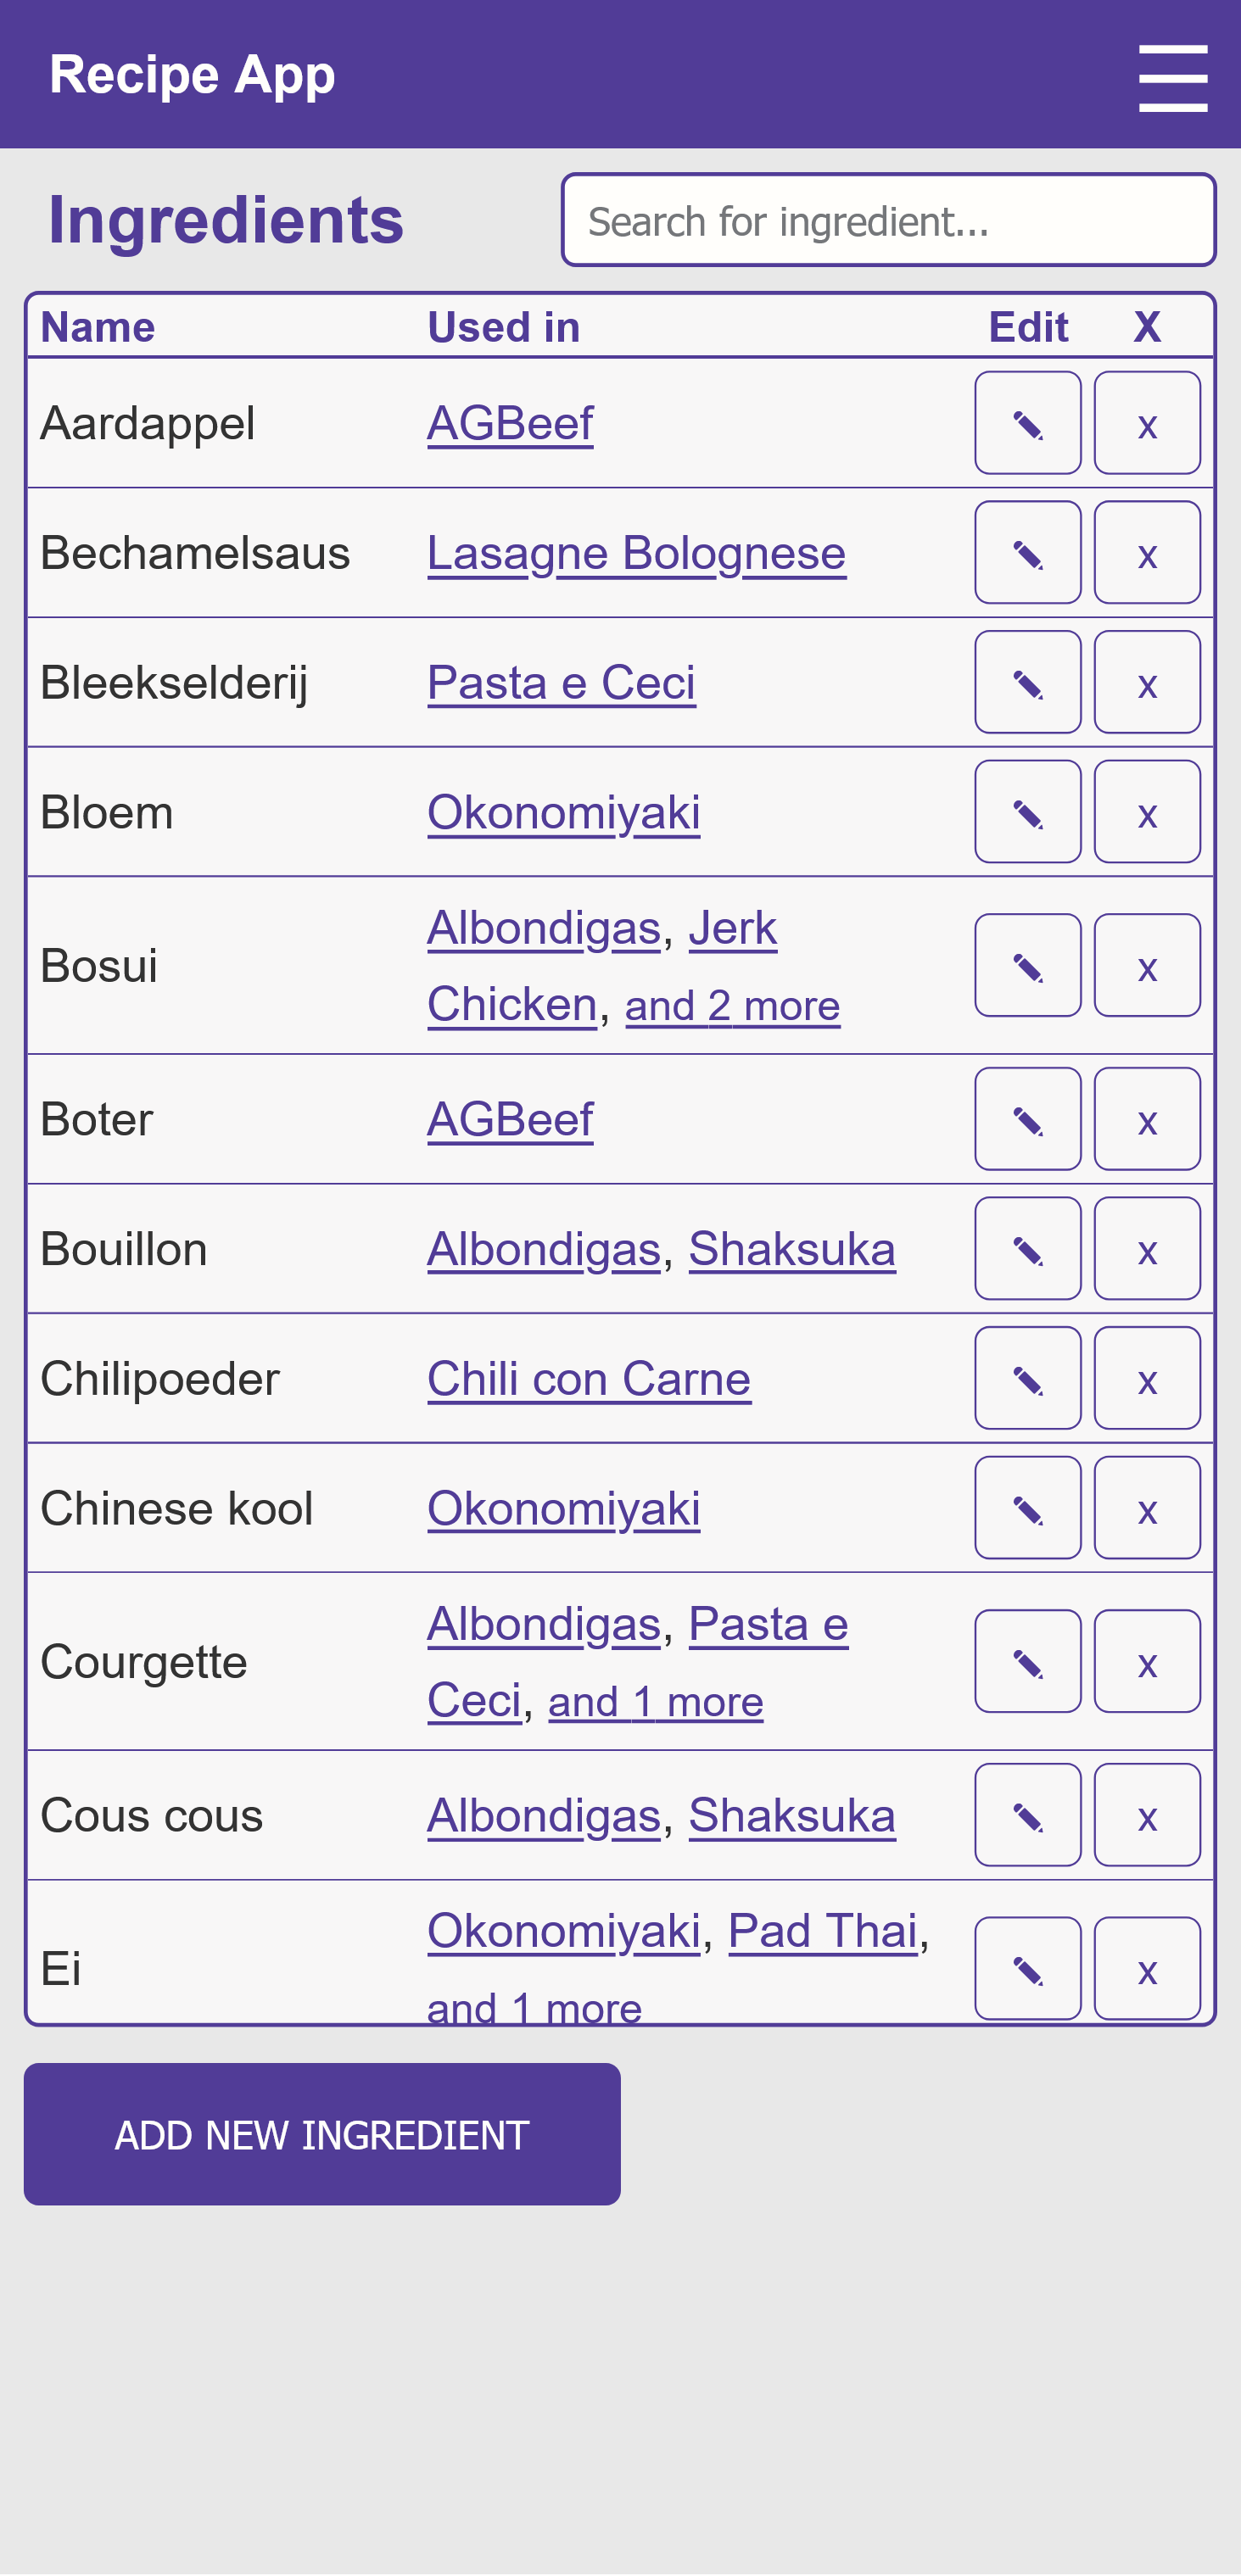 Recipe App
Ingredients
Search for ingredient...
Name Used in Edit X
Aardappel AGBeef x
Bechamelsaus Lasagne Bolognese x
Bleekselderij Pasta e Ceci x
Bloem Okonomiyaki x
Bosui Albondigas, Jerk
Chicken, and 2 more x
Boter AGBeef x
Bouillon Albondigas, Shaksuka x
Chilipoeder Chili con Carne x
Chinese kool Okonomiyaki x
Courgette Albondigas, Pasta e
Ceci, and 1 more x
Cous cous Albondigas, Shaksuka x
Ei Okonomiyaki, Pad Thai,
and 1 more x
ADD NEW INGREDIENT